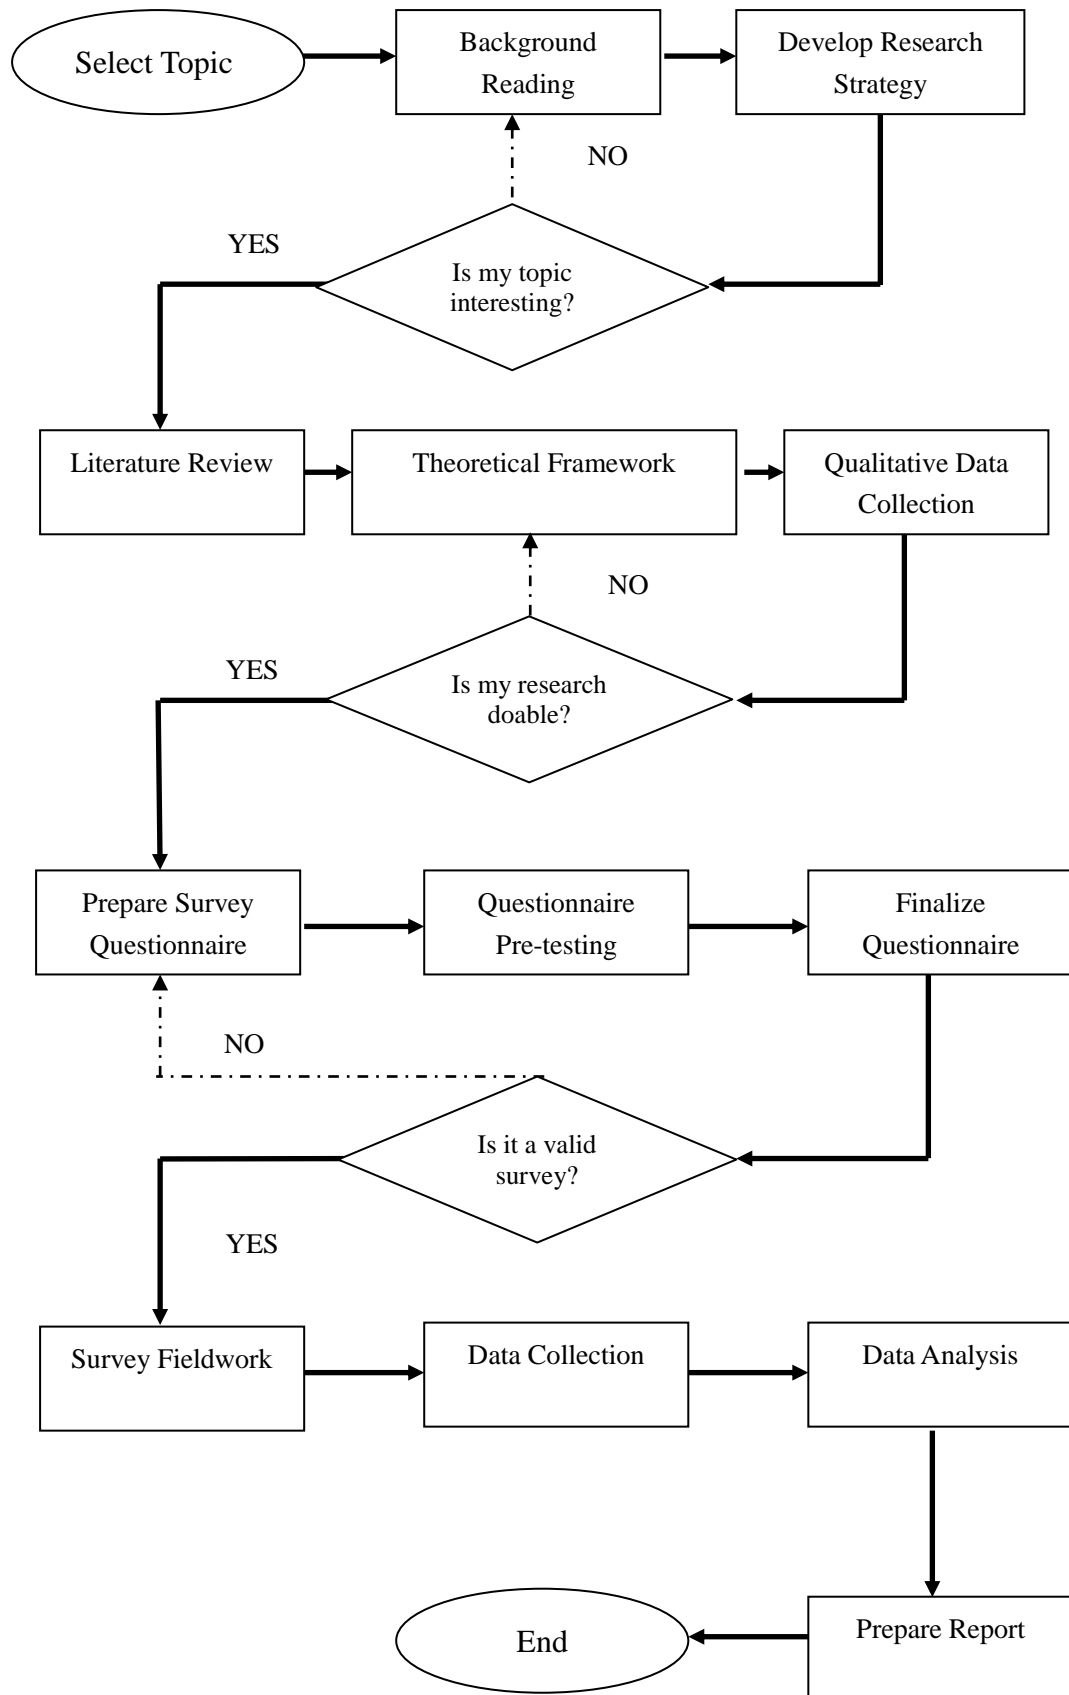 Select Topic
Background
Reading
Develop Research
Strategy
NO
YES
Is my topic
interesting?
Literature Review
Theoretical Framework
Qualitative Data
Collection
NO
YES
Is my research
doable?
Prepare Survey
Questionnaire
Questionnaire
Pre-testing
Finalize
Questionnaire
NO
Is it a valid
survey?
YES
Survey Fieldwork
Data Collection
Data Analysis
Prepare Report
End